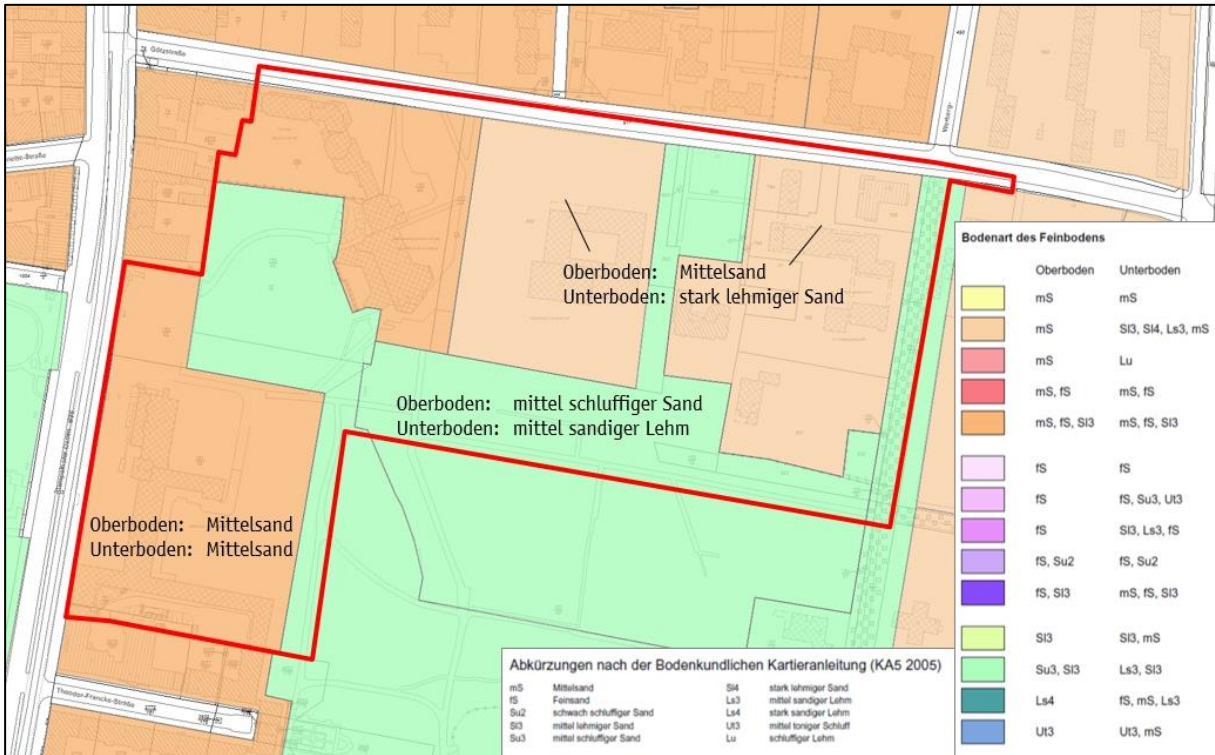 Götzstraße
Werberg-
Oberboden: Mittelsand
Unterboden: stark lehmiger Sand
Oberboden: mittel schluffiger Sand
Unterboden: mittel sandiger Lehm
Oberboden: Mittelsand
Unterboden: Mittelsand
Theodor-Francke-Straße
Bodenart des Feinbodens
Oberboden Unterboden
mS mS
mS Sl3, Sl4, Ls3, mS
mS Lu
mS, fS mS, fS
mS, fS, Sl3 mS, fS, Sl3
fS fS
fS fS, Su3, Ut3
fS Sl3, Ls3, fS
fS, Su2 fS, Su2
fS, Sl3 mS, fS, Sl3
Sl3 Sl3, mS
Su3, Sl3 Ls3, Sl3
Ls4 fS, mS, Ls3
Ut3 Ut3, mS
Abkürzungen nach der Bodenkundlichen Kartieranleitung (KA5 2005)
mS Mittelsand Sl4 stark lehmiger Sand
fS Feinsand Ls3 mittel sandiger Lehm
Su2 schwach schluffiger Sand Ls4 stark sandiger Lehm
Sl3 mittel lehmiger Sand Ut3 mittel toniger Schluff
Su3 mittel schluffiger Sand Lu schluffiger Lehm